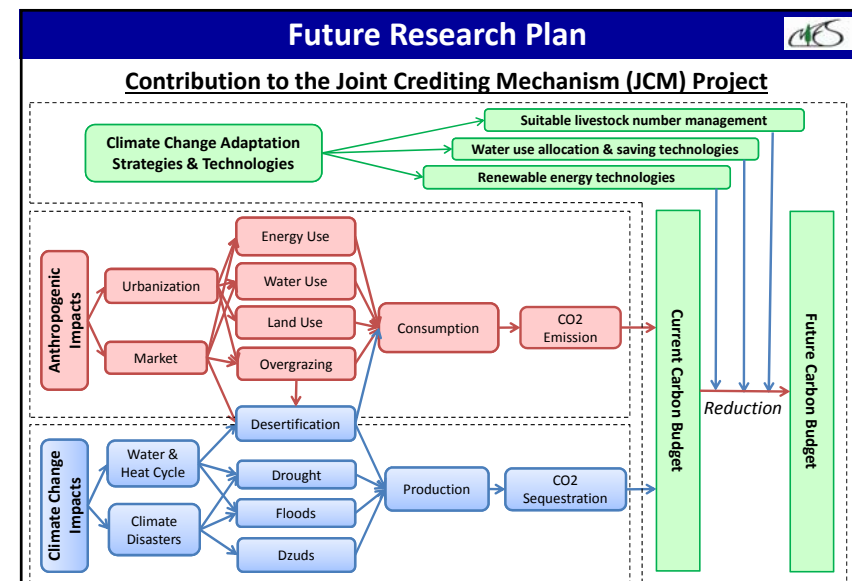 Future Research Plan
Contribution to the Joint Crediting Mechanism (JCM) Project
Climate Change Adaptation
Strategies & Technologies
Suitable livestock number management
Water use allocation & saving technologies
Renewable energy technologies
Anthropogenic
Impacts
Urbanization
Market
Energy Use
Water Use
Land Use
Overgrazing
Consumption
CO2
Emission
Desertification
Climate Change
Impacts
Water &
Heat Cycle
Climate
Disasters
Drought
Floods
Dzuds
Production
CO2
Sequestration
Current Carbon Budget
Reduction
Future Carbon Budget